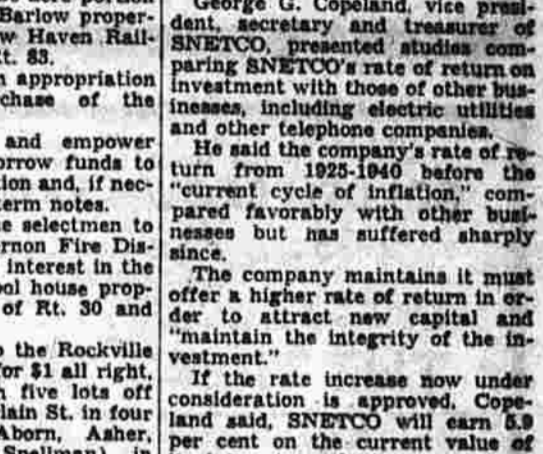 Barlow proper-
w Haven Rail-
t. 83.
appropriation
chase of the
and empower
orrow funds to
tion and, if nec-
term notes.
e selectmen to
ernon Fire Dis-
interest in the
ool house prop-
of Rt. 30 and
the Rockville
for $1 all right,
five lots off
lain St. in four
Aborn, Asher,
Spellman) in
George G. Copeland, vice presi-
dent, secretary and treasurer of
SNETCO, presented studies com-
paring SNETCO's rate of return on
investment with those of other bus-
inesses, including electric utilities
and other telephone companies.
He said the company's rate of re-
turn from 1925-1940 before the
"current cycle of inflation," com-
pared favorably with other busi-
nesses but has suffered sharply
since.
The company maintains it must
offer a higher rate of return in or-
der to attract new capital and
"maintain the integrity of the in-
vestment."
If the rate increase now under
consideration is approved, Cope-
land said, SNETCO will earn 5.9
per cent on the current value of